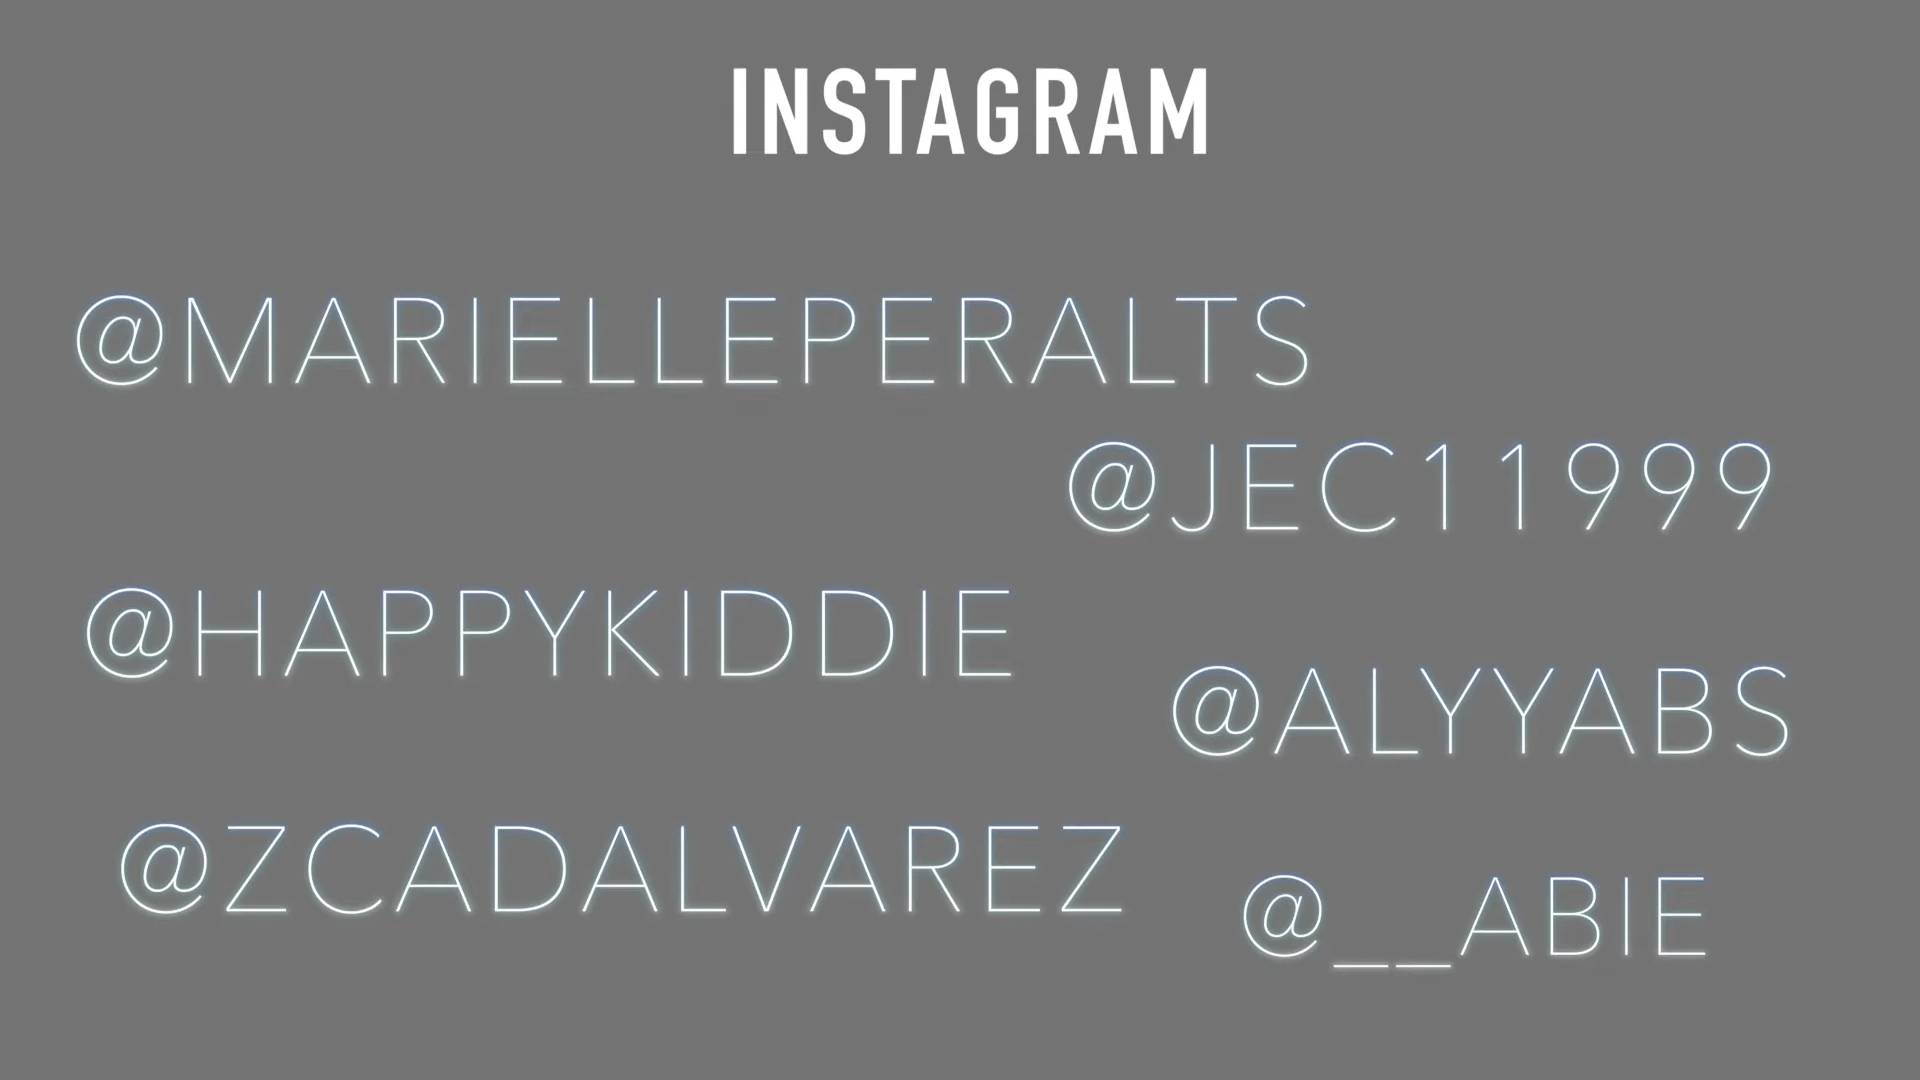 INSTAGRAM
@MARIELLEPERALTS
@JEC11999
@HAPPYKIDDIE
@ALYYABS
@ZCADALVAREZ
@__ABIE